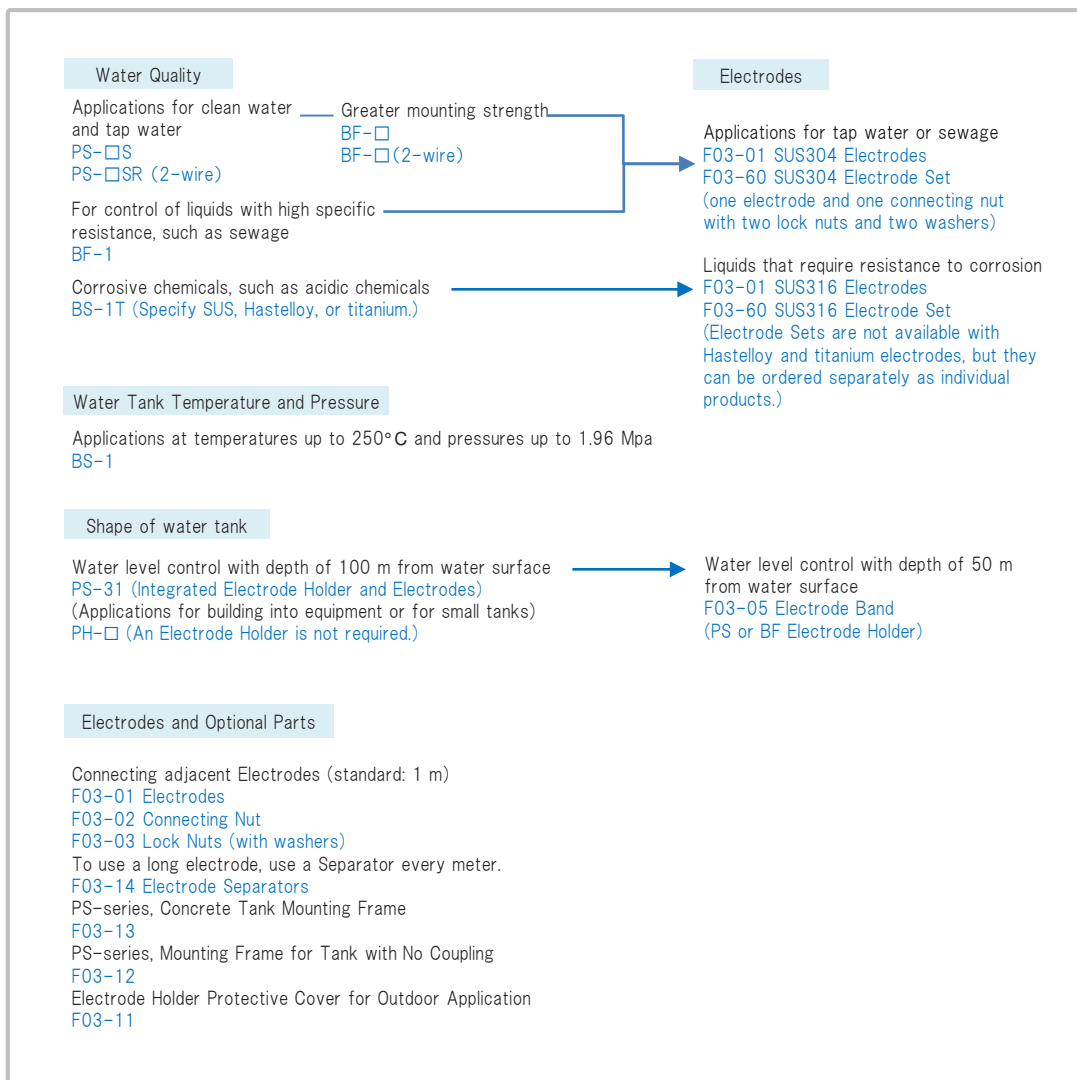 Water Quality
Applications for clean water
and tap water
PS-□S
PS-□SR (2-wire)
Greater mounting strength
BF-□
BF-□(2-wire)
For control of liquids with high specific
resistance, such as sewage
BF-1
Corrosive chemicals, such as acidic chemicals
BS-1T (Specify SUS, Hastelloy, or titanium.)
Electrodes
Applications for tap water or sewage
F03-01 SUS304 Electrodes
F03-60 SUS304 Electrode Set
(one electrode and one connecting nut
with two lock nuts and two washers)
Liquids that require resistance to corrosion
F03-01 SUS316 Electrodes
F03-60 SUS316 Electrode Set
(Electrode Sets are not available with
Hastelloy and titanium electrodes, but they
can be ordered separately as individual
products.)
Water Tank Temperature and Pressure
Applications at temperatures up to 250°C and pressures up to 1.96 Mpa
BS-1
Shape of water tank
Water level control with depth of 100 m from water surface
PS-31 (Integrated Electrode Holder and Electrodes)
(Applications for building into equipment or for small tanks)
PH-□ (An Electrode Holder is not required.)
Water level control with depth of 50 m
from water surface
F03-05 Electrode Band
(PS or BF Electrode Holder)
Electrodes and Optional Parts
Connecting adjacent Electrodes (standard: 1 m)
F03-01 Electrodes
F03-02 Connecting Nut
F03-03 Lock Nuts (with washers)
To use a long electrode, use a Separator every meter.
F03-14 Electrode Separators
PS-series, Concrete Tank Mounting Frame
F03-13
PS-series, Mounting Frame for Tank with No Coupling
F03-12
Electrode Holder Protective Cover for Outdoor Application
F03-11